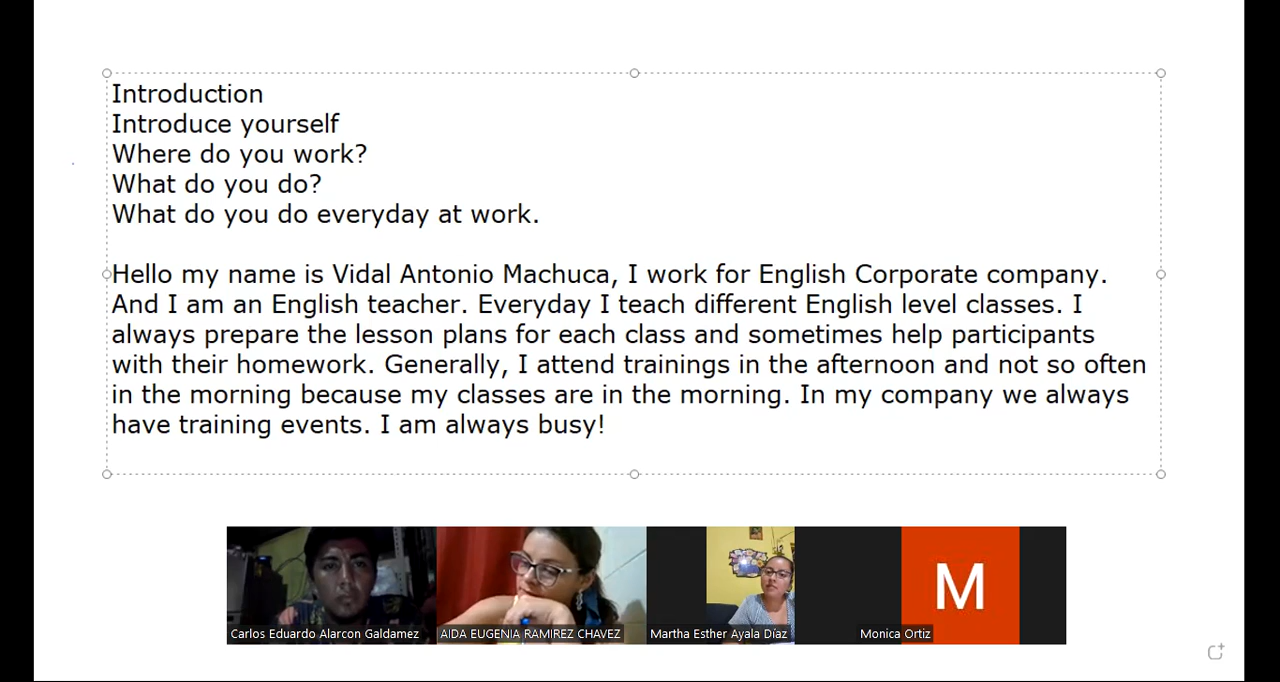 Introduction
Introduce yourself
Where do you work?
What do you do?
What do you do everyday at work.
Hello my name is Vidal Antonio Machuca, I work for English Corporate company.
And I am an English teacher. Everyday I teach different English level classes. I
always prepare the lesson plans for each class and sometimes help participants
with their homework. Generally, I attend trainings in the afternoon and not so often
in the morning because my classes are in the morning. In my company we always
have training events. I am always busy!
M
Carlos Eduardo Alarcon Galdamez
AIDA EUGENIA RAMIREZ CHAVEZ
Martha Esther Ayala Díaz
Monica Ortiz